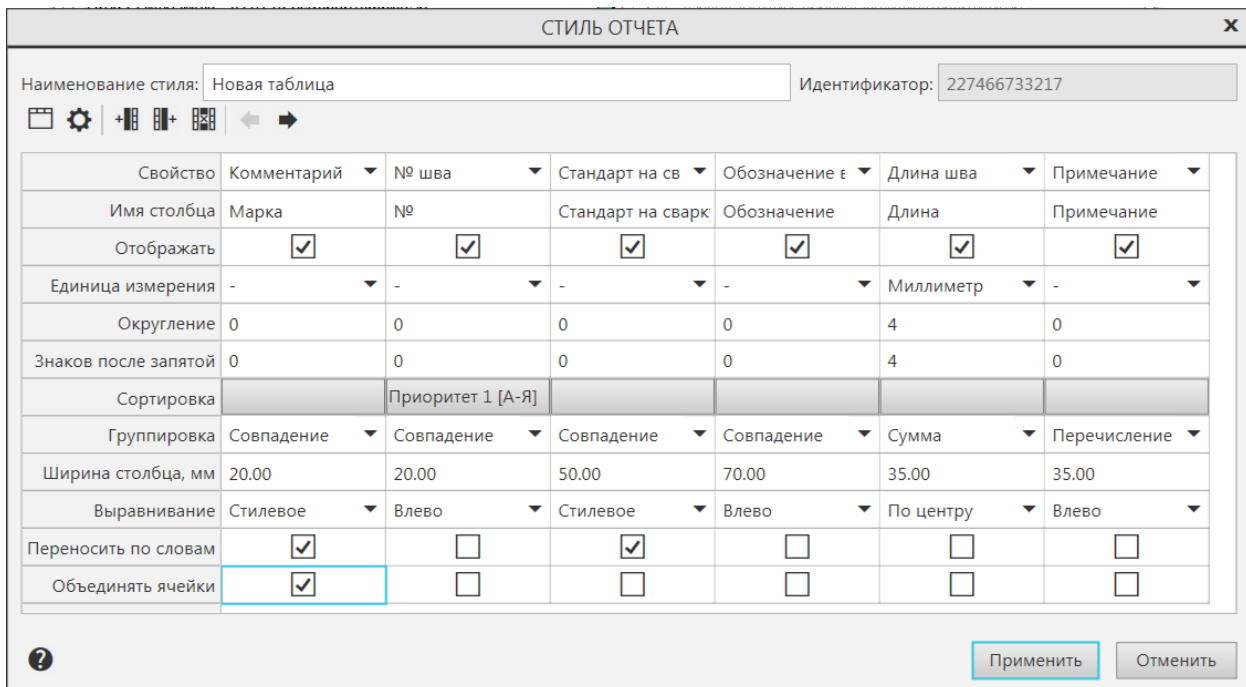 СТИЛЬ ОТЧЕТА
Наименование стиля: Новая таблица Идентификатор: 227466733217
Свойство Комментарий № шва Стандарт на св Обозначение в Длина шва Примечание
Имя столбца Марка № Стандарт на сварк Обозначение Длина Примечание
Отображать
Единица измерения - - - - Миллиметр -
Округление 0 0 0 0 4 0
Знаков после запятой 0 0 0 0 4 0
Сортировка Приоритет 1 [А-Я]
Группировка Совпадение Совпадение Совпадение Совпадение Сумма Перечисление
Ширина столбца, мм 20.00 20.00 50.00 70.00 35.00 35.00
Выравнивание Стилевое Влево Стилевое Влево По центру Влево
Переносить по словам
Объединять ячейки
Применить Отменить